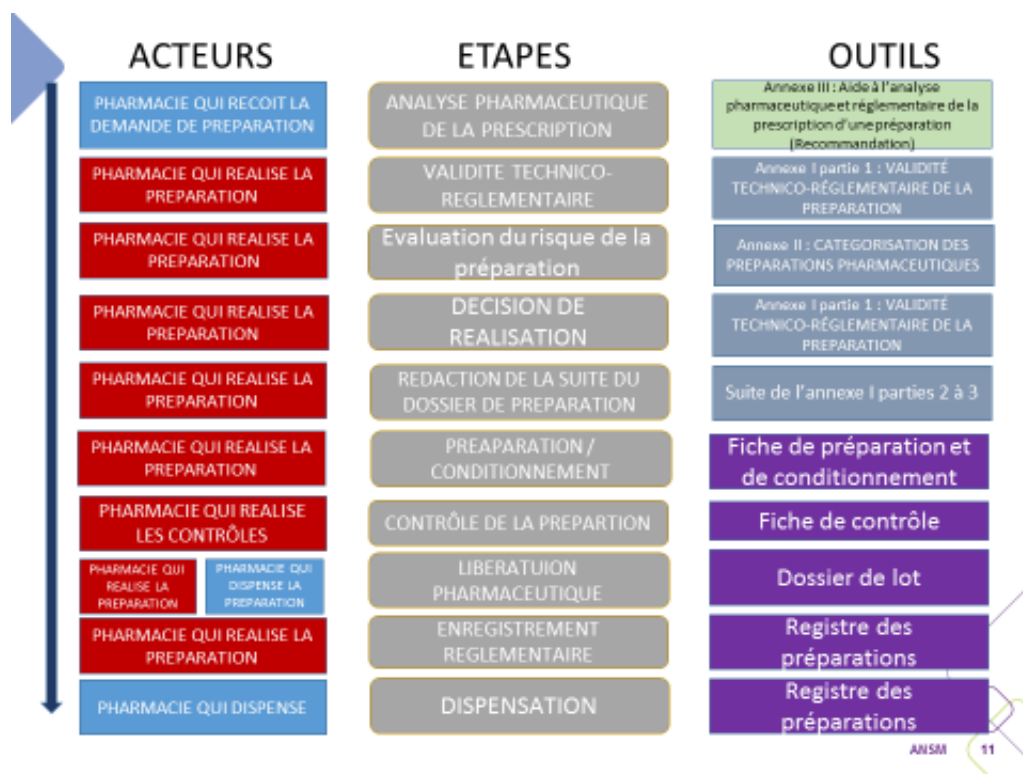 ACTEURS
ETAPES
OUTILS
PHARMACIE QUI RECOIT LA
DEMANDE DE PREPARATION
ANALYSE PHARMACEUTIQUE
DE LA PRESCRIPTION
Annexe III : Aide à l'analyse
pharmaceutique et réglementaire de la
prescription d'une préparation
(Recommandation)
PHARMACIE QUI REALISE LA
PREPARATION
VALIDITE TECHNICO-
REGLEMENTAIRE
Annexe I partie 1 : VALIDITÉ
TECHNICO-RÉGLEMENTAIRE DE LA
PREPARATION
PHARMACIE QUI REALISE LA
PREPARATION
Evaluation du risque de la
préparation
Annexe II : CATEGORISATION DES
PREPARATIONS PHARMACEUTIQUES
PHARMACIE QUI REALISE LA
PREPARATION
DECISION DE
REALISATION
Annexe I partie 1 : VALIDITÉ
TECHNICO-RÉGLEMENTAIRE DE LA
PREPARATION
PHARMACIE QUI REALISE LA
PREPARATION
REDACTION DE LA SUITE DU
DOSSIER DE PREPARATION
Suite de l'annexe I parties 2 à 3
PHARMACIE QUI REALISE LA
PREPARATION
PREAPARATION /
CONDITIONNEMENT
Fiche de préparation et
de conditionnement
PHARMACIE QUI REALISE
LES CONTRÔLES
CONTRÔLE DE LA PREPARTION
Fiche de contrôle
PHARMACIE QUI
REALISE LA
PREPARATION
PHARMACIE QUI
DISPENSE LA
PREPARATION
LIBERATUION
PHARMACEUTIQUE
Dossier de lot
PHARMACIE QUI REALISE LA
PREPARATION
ENREGISTREMENT
REGLEMENTAIRE
Registre des
préparations
PHARMACIE QUI DISPENSE
DISPENSATION
Registre des
préparations
ANSM 11